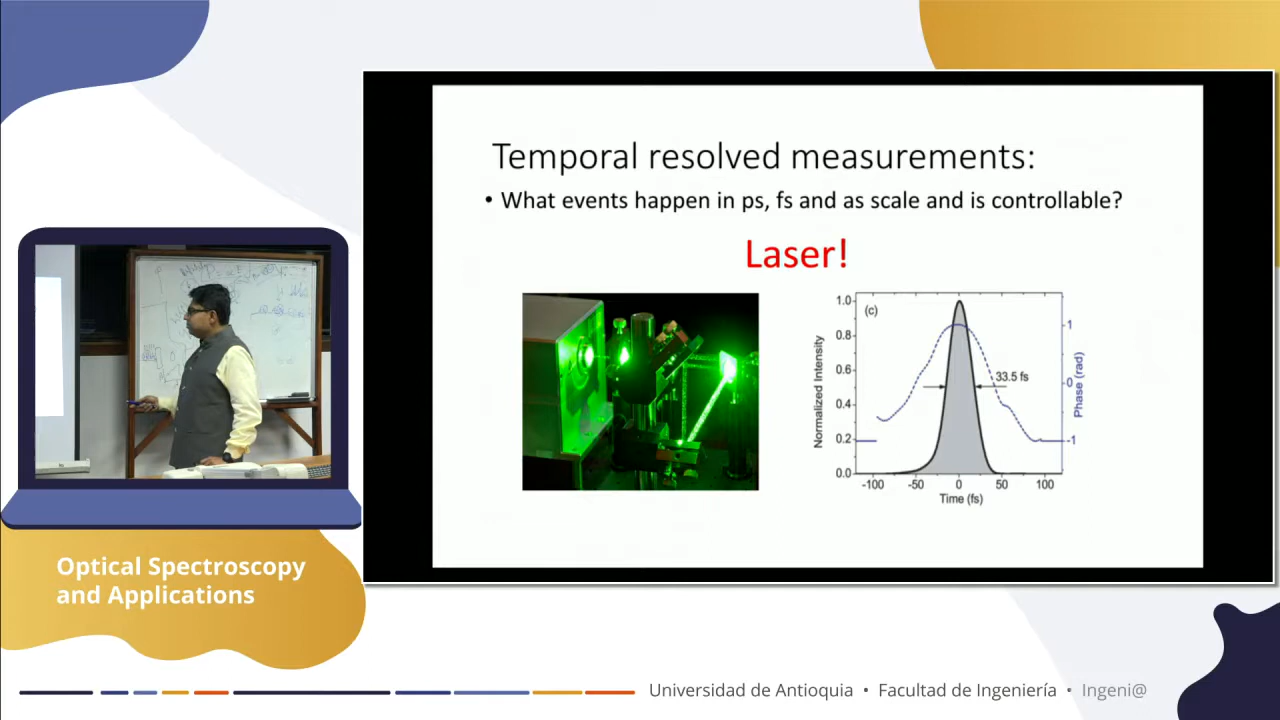 Temporal resolved measurements:
• What events happen in ps, fs and as scale and is controllable?
Laser!
(c)
Normalized Intensity
1.0
0.8
0.6
0.4
0.2
0.0
33.5 fs
1
0
-1
Phase (rad)
-100 -50 0 50 100
Time (fs)
Optical Spectroscopy
and Applications
Universidad de Antioquia • Facultad de Ingeniería • Ingeni@